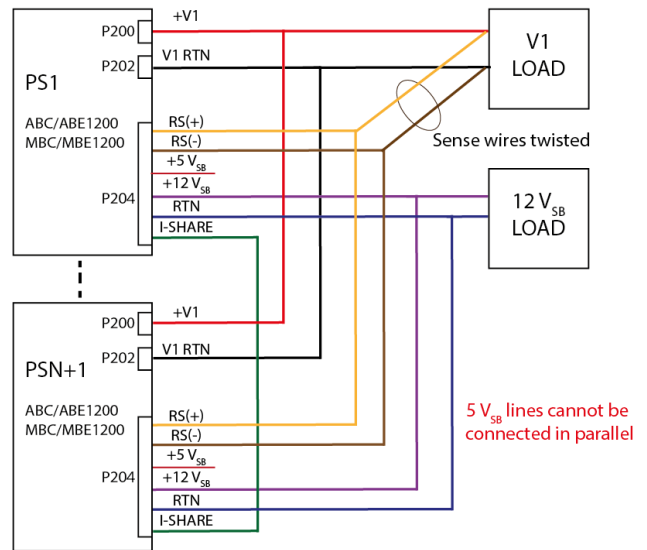 +V1
P200
V1 RTN
P202
PS1
V1
LOAD
ABC/ABE1200
MBC/MBE1200
RS(+)
RS(-)
Sense wires twisted
+5 VSB
+12 VSB
P204
RTN
I-SHARE
12 VSB
LOAD
+V1
P200
V1 RTN
P202
PSN+1
ABC/ABE1200
MBC/MBE1200
RS(+)
RS(-)
+5 VSB
+12 VSB
P204
RTN
I-SHARE
5 VSB lines cannot be
connected in parallel